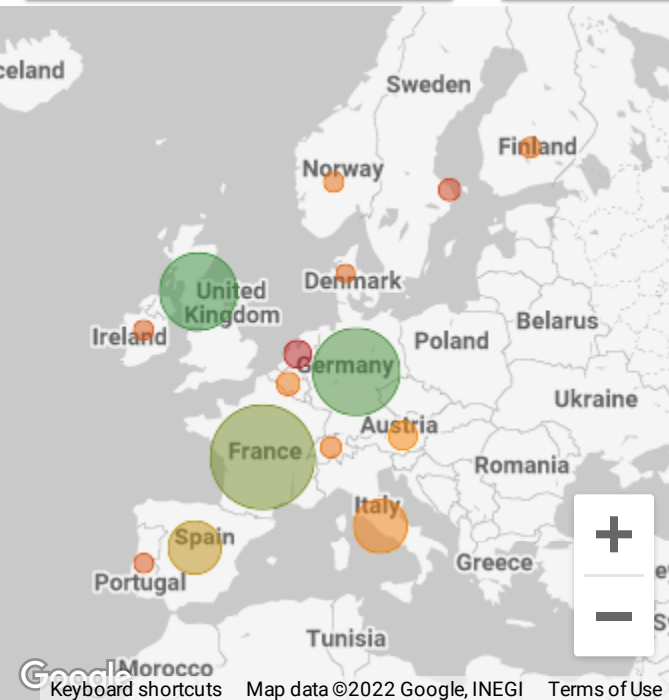 celand
Sweden
Finland
Norway
Denmark
United
Kingdom
Ireland
Belarus
Poland
Germany
Ukraine
Austria
France
Romania
Italy
Spain
+
Greece
e
Portugal
−
S
Tunisia
Morocco
Google
Keyboard shortcuts Map data ©2022 Google, INEGI Terms of Use